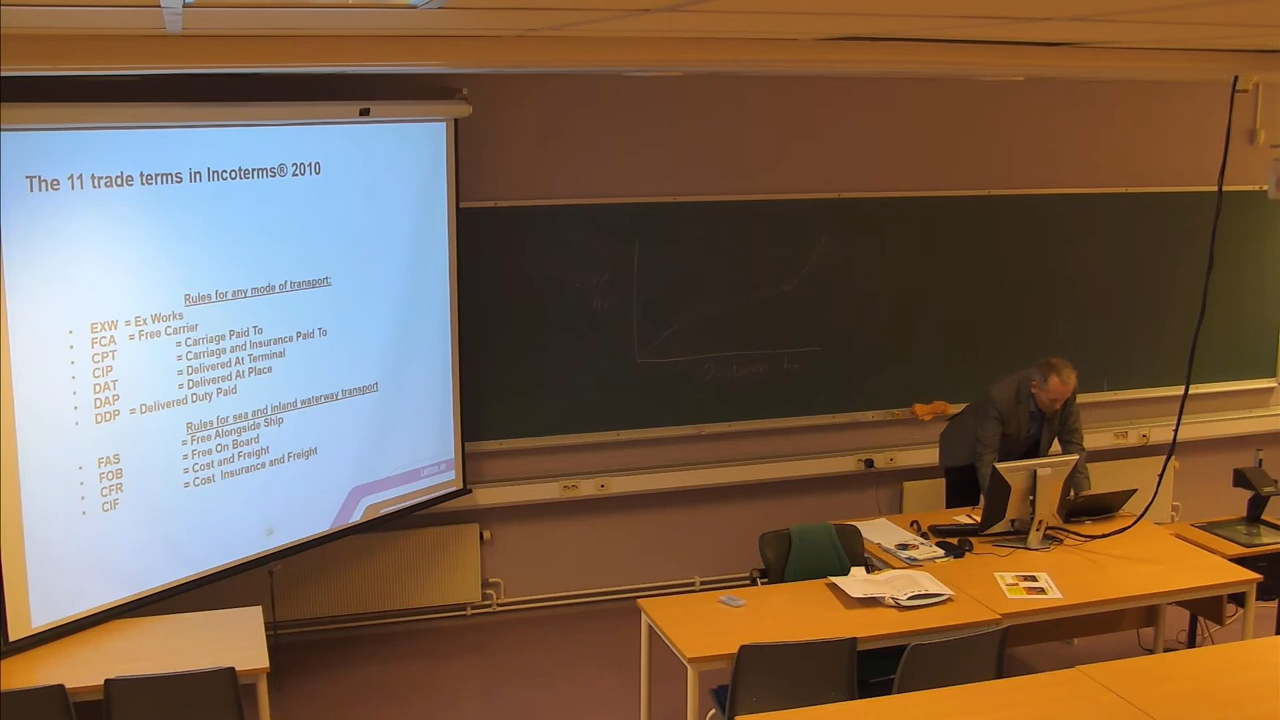 The 11 trade terms in Incoterms® 2010
Rules for any mode of transport:
• EXW = Ex Works
• FCA = Free Carrier
• CPT = Carriage Paid To
• CIP = Carriage and Insurance Paid To
• DAT = Delivered At Terminal
• DAP = Delivered At Place
• DDP = Delivered Duty Paid
Rules for sea and inland waterway transport
• FAS = Free Alongside Ship
• FOB = Free On Board
• CFR = Cost and Freight
• CIF = Cost Insurance and Freight